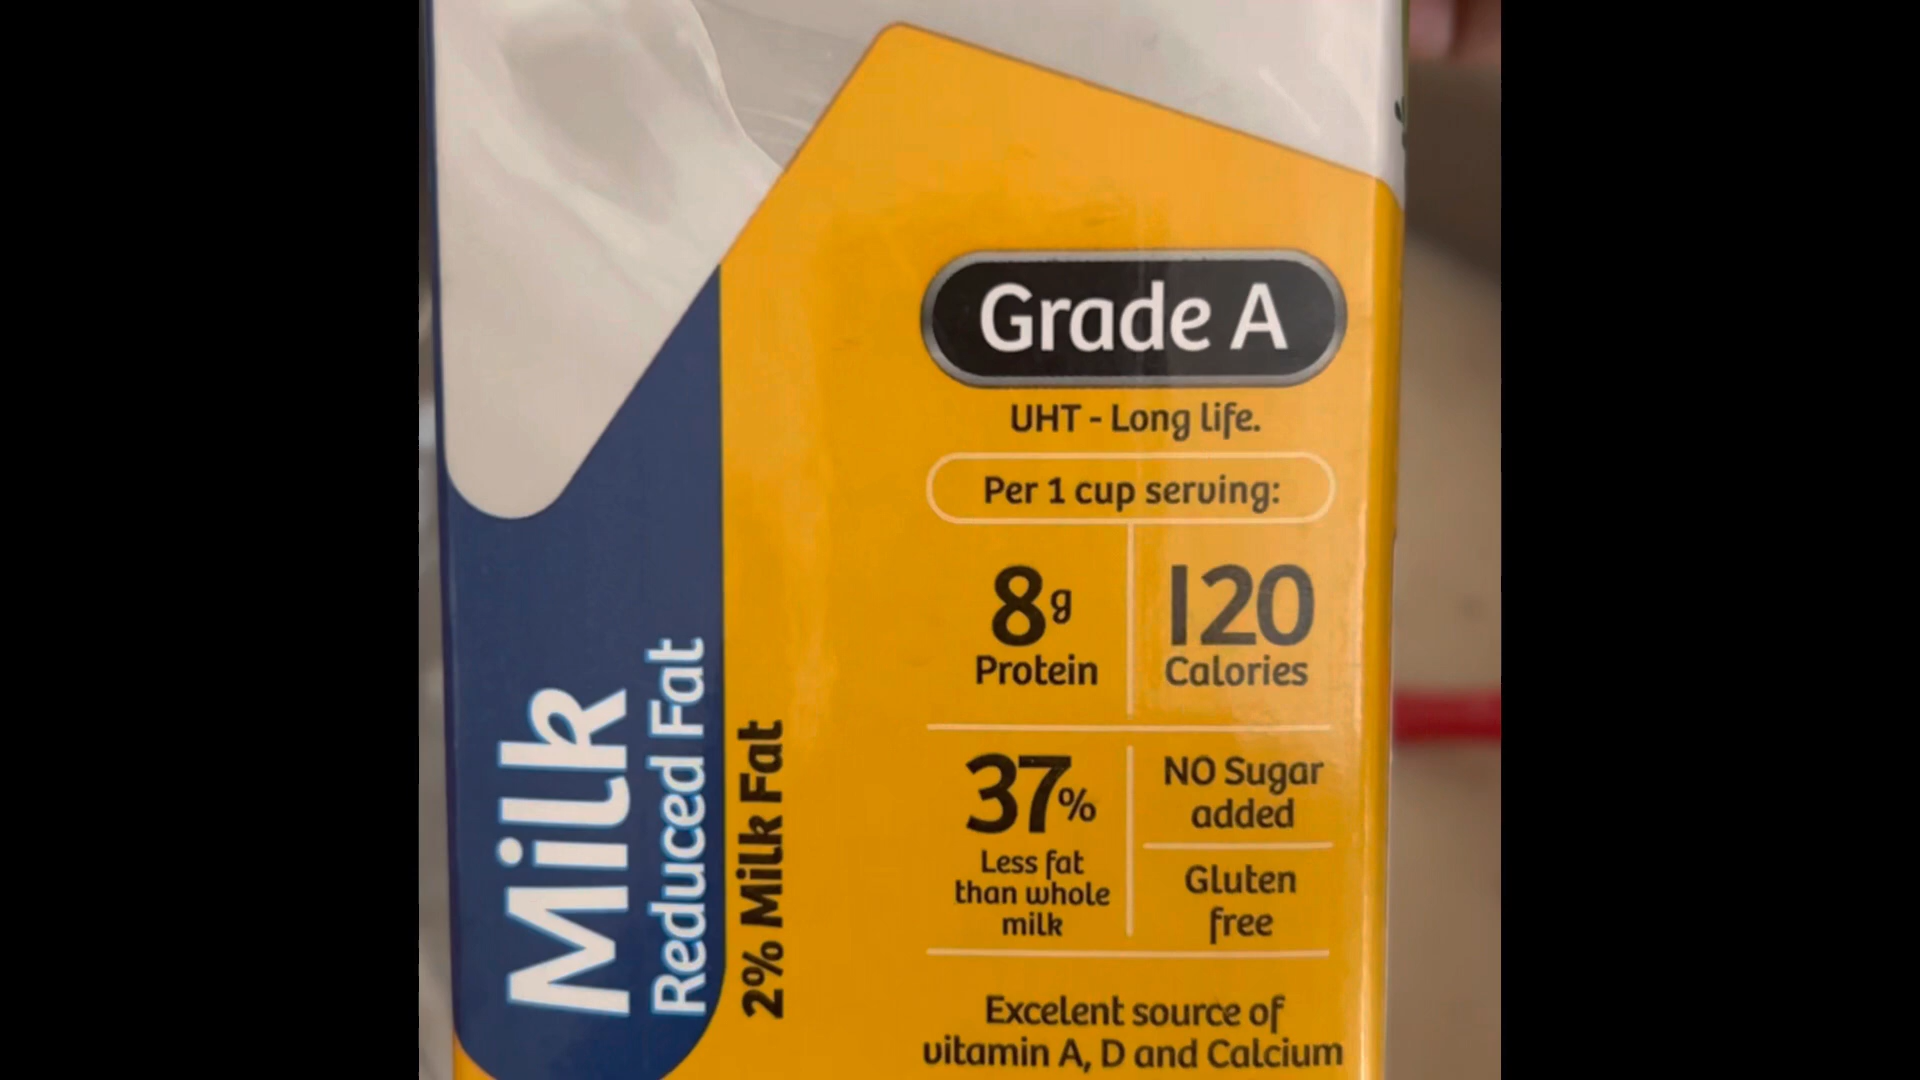 Milk
Reduced Fat
2% Milk Fat
Grade A
UHT - Long life.
Per 1 cup serving:
8g
Protein
120
Calories
37%
Less fat
than whole
milk
NO Sugar
added
Gluten
free
Excelent source of
vitamin A, D and Calcium